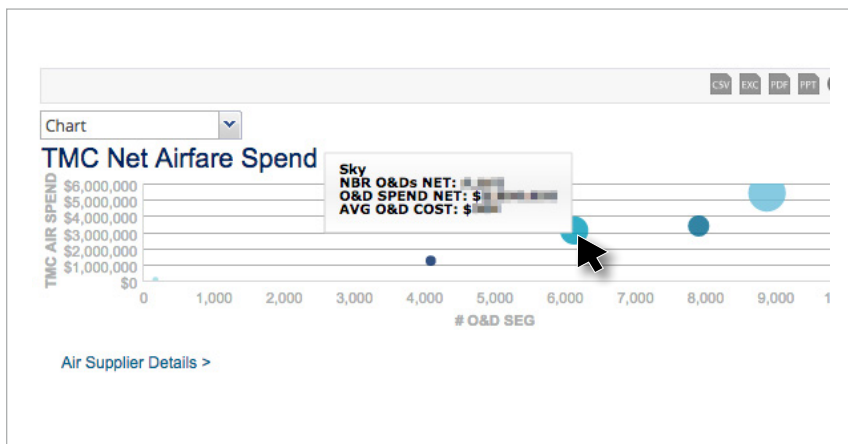 CSV EXC PDF PPT
Chart
TMC Net Airfare Spend
Sky
NBR O&Ds NET:
O&D SPEND NET: $
AVG O&D COST: $
TMC AIR SPEND
$6,000,000
$5,000,000
$4,000,000
$3,000,000
$2,000,000
$1,000,000
$0
0 1,000 2,000 3,000 4,000 5,000 6,000 7,000 8,000 9,000
# O&D SEG
Air Supplier Details >